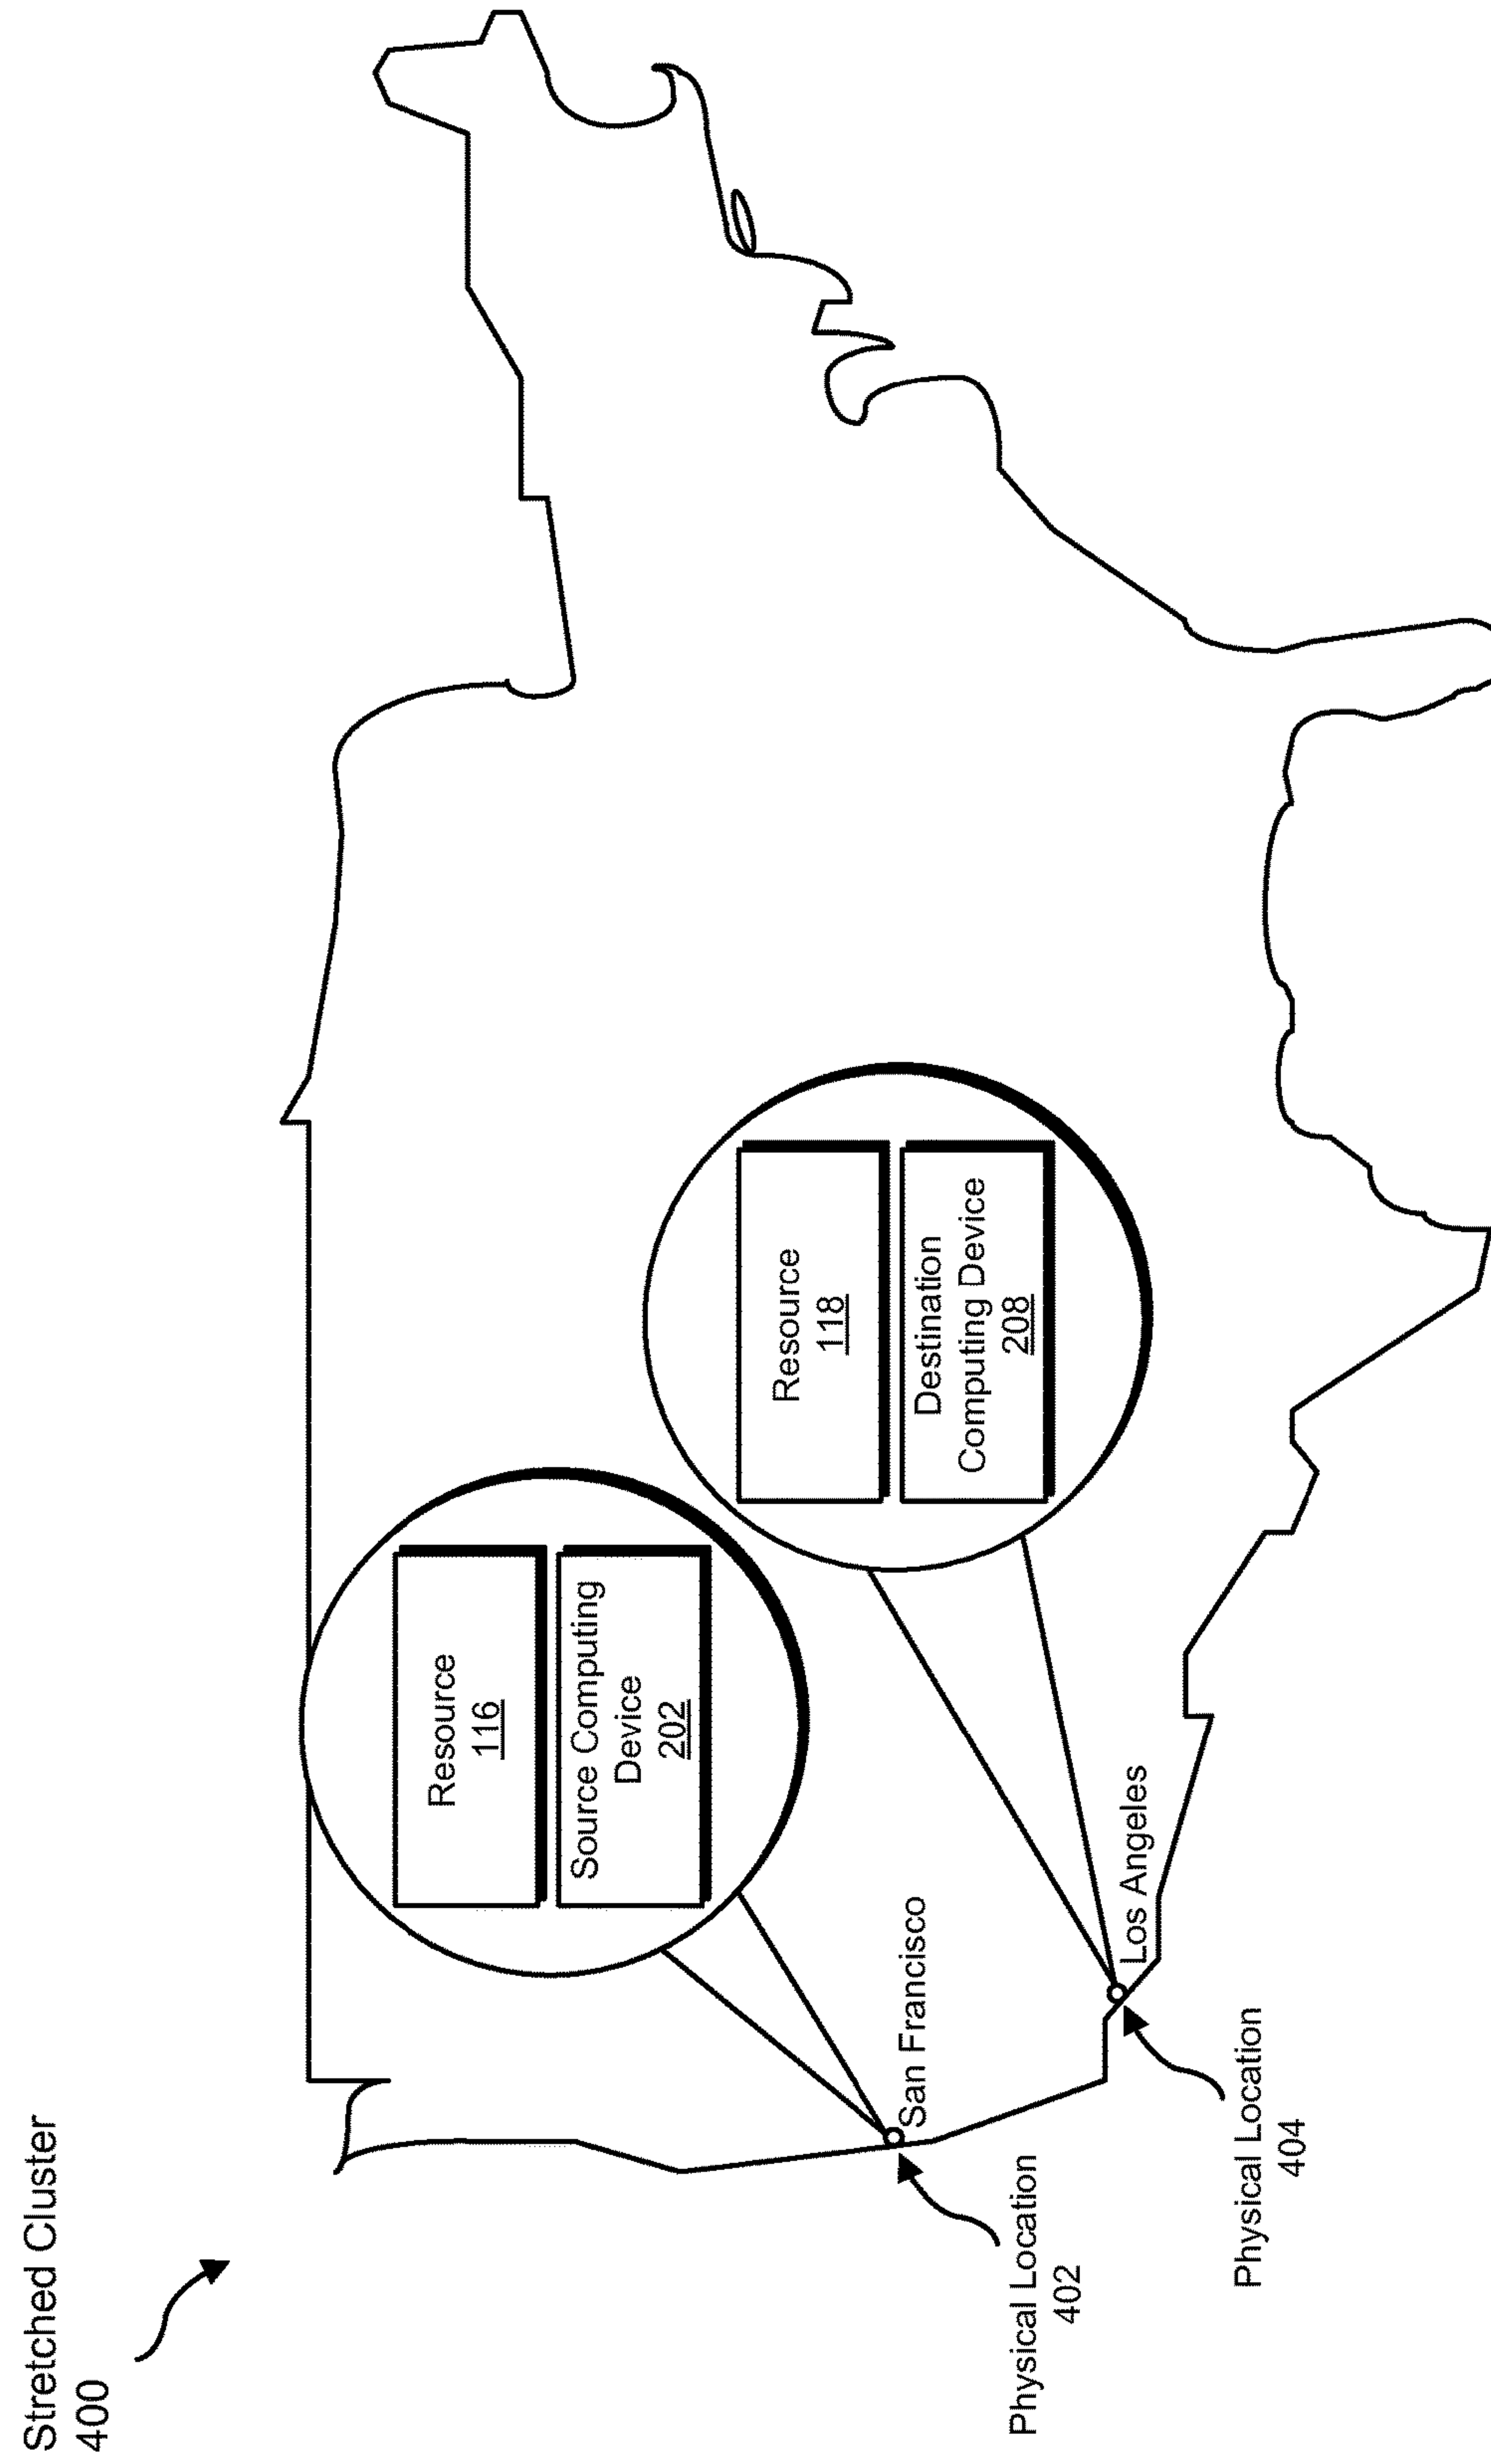 Stretched Cluster
400
Resource
116
Source Computing
Device
202
Resource
118
Destination
Computing Device
208
San Francisco
Los Angeles
Physical Location
402
Physical Location
404